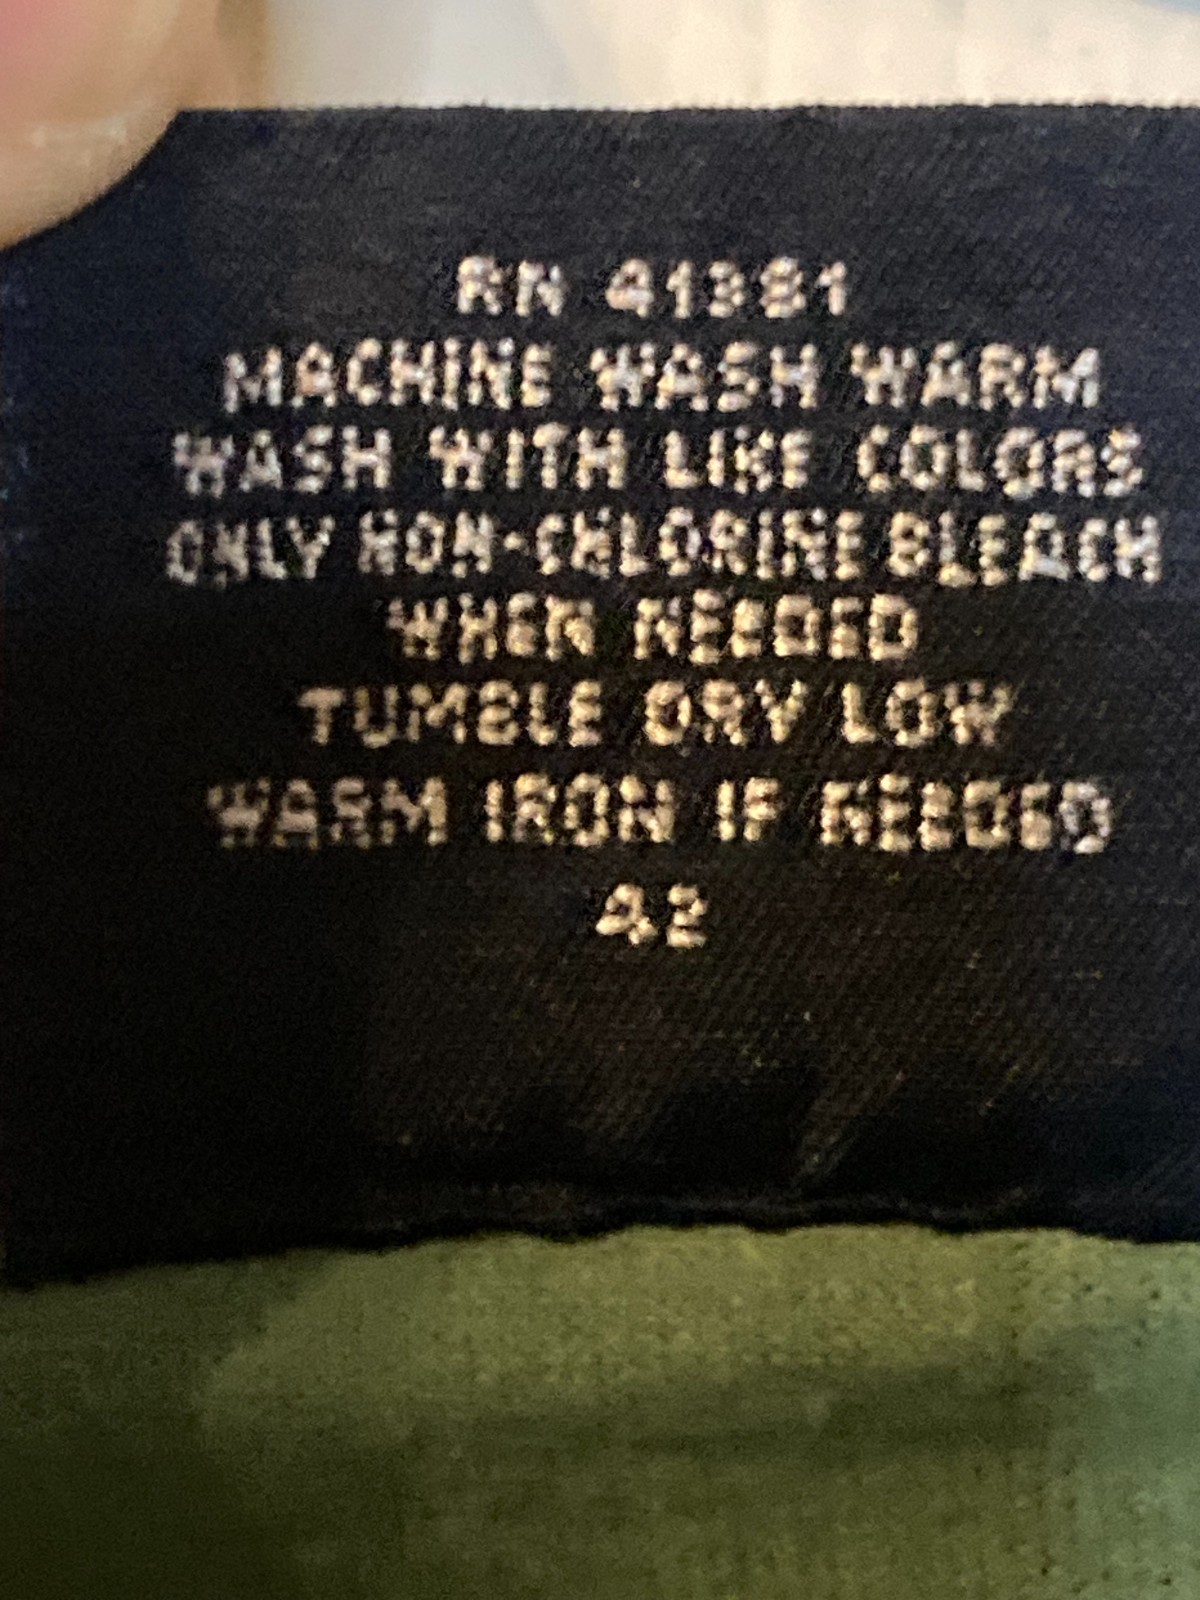 RN 41381
MACHINE WASH WARM
WASH WITH LIKE COLORS
ONLY NON-CHLORINE BLEACH
WHEN NEEDED
TUMBLE DRY LOW
WARM IRON IF NEEDED
42